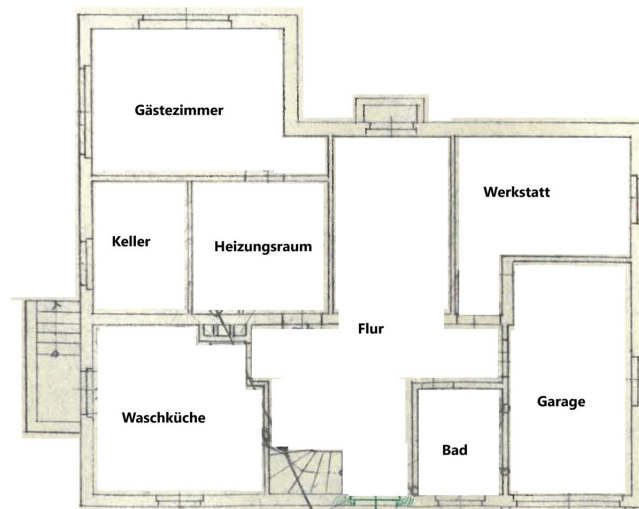 Gästezimmer
Werkstatt
Keller
Heizungsraum
Flur
Waschküche
Garage
Bad